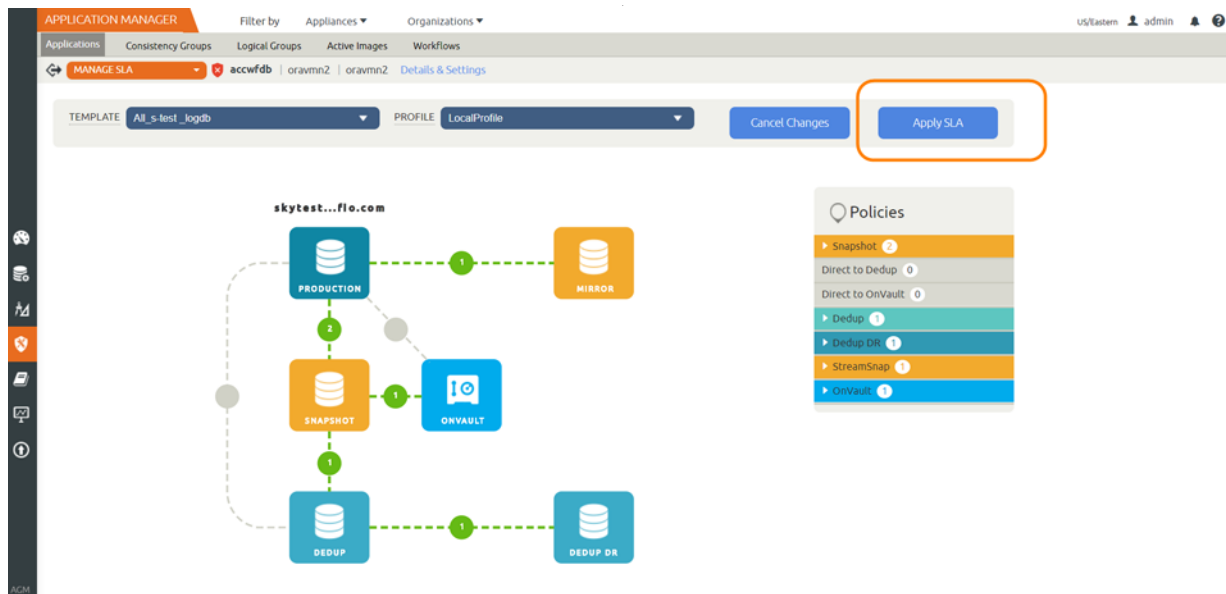 APPLICATION MANAGER Filter by Appliances Organizations US/Eastern admin
Applications Consistency Groups Logical Groups Active Images Workflows
MANAGE SLA accwfdb | oravmn2 | oravmn2 Details & Settings
TEMPLATE All_s-test _logdb PROFILE LocalProfile Cancel Changes Apply SLA
skytest...flo.com
Policies
PRODUCTION 1 MIRROR
Snapshot 2
Direct to Dedup 0
Direct to OnVault 0
2
Dedup 1
Dedup DR 1
StreamSnap 1
OnVault 1
SNAPSHOT 1 ONVAULT
1
DEDUP 1 DEDUP DR
AGM